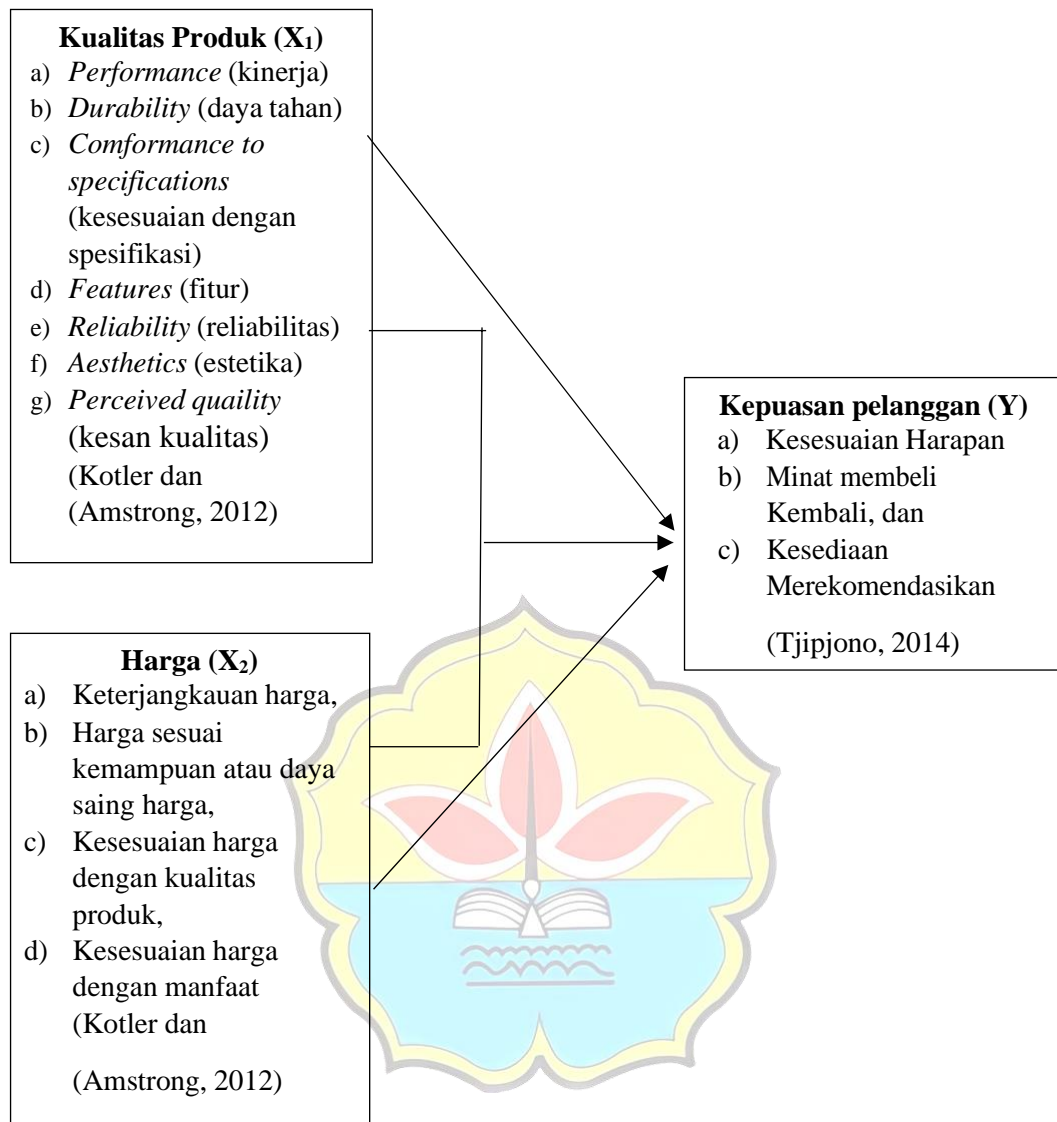 Kualitas Produk (X₁)
a) Performance (kinerja)
b) Durability (daya tahan)
c) Comformance to
specifications
(kesesuaian dengan
spesifikasi)
d) Features (fitur)
e) Reliability (reliabilitas)
f) Aesthetics (estetika)
g) Perceived quaility
(kesan kualitas)
(Kotler dan
(Amstrong, 2012)
Harga (X₂)
a) Keterjangkauan harga,
b) Harga sesuai
kemampuan atau daya
saing harga,
c) Kesesuaian harga
dengan kualitas
produk,
d) Kesesuaian harga
dengan manfaat
(Kotler dan
(Amstrong, 2012)
Kepuasan pelanggan (Y)
a) Kesesuaian Harapan
b) Minat membeli
Kembali, dan
c) Kesediaan
Merekomendasikan
(Tjipjono, 2014)